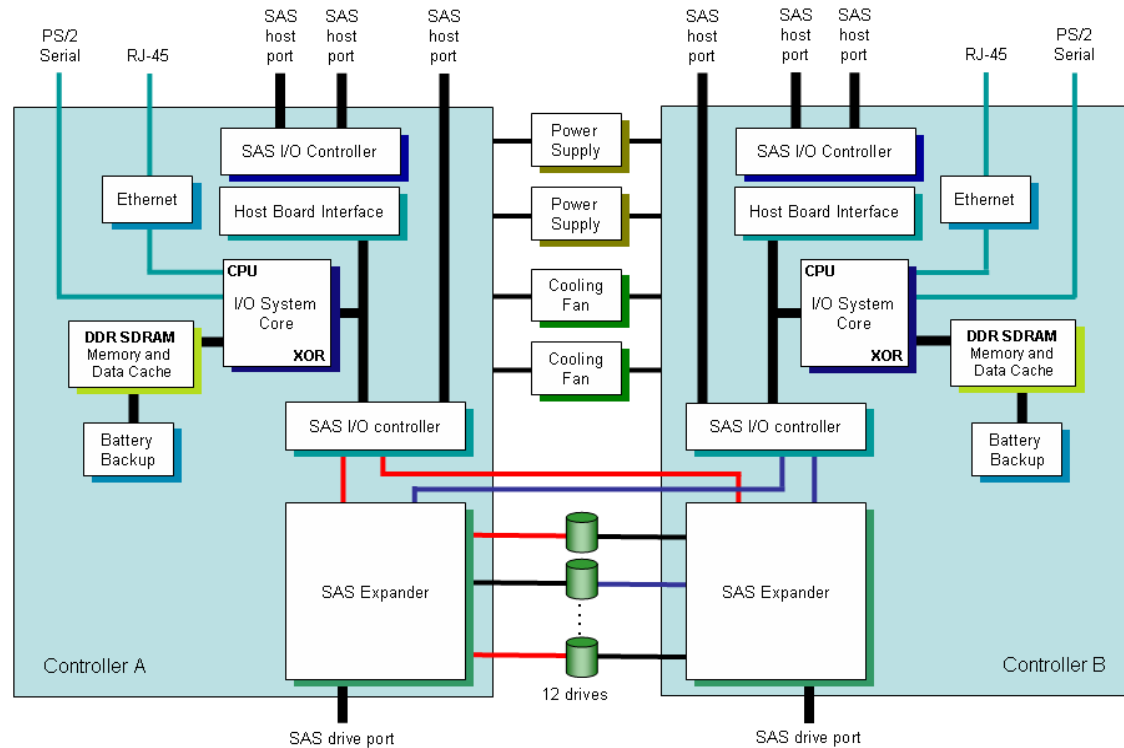 SAS
host
port
SAS
host
port
SAS
host
port
PS/2
Serial
RJ-45
SAS
host
port
SAS
host
port
SAS
host
port
RJ-45
PS/2
Serial
SAS I/O Controller
Ethernet
Host Board Interface
CPU
I/O System
Core
XOR
DDR SDRAM
Memory and
Data Cache
Battery
Backup
SAS I/O controller
SAS Expander
Controller A
SAS drive port
Power
Supply
Power
Supply
Cooling
Fan
Cooling
Fan
12 drives
SAS I/O Controller
Host Board Interface
Ethernet
CPU
I/O System
Core
XOR
DDR SDRAM
Memory and
Data Cache
Battery
Backup
SAS I/O controller
SAS Expander
Controller B
SAS drive port